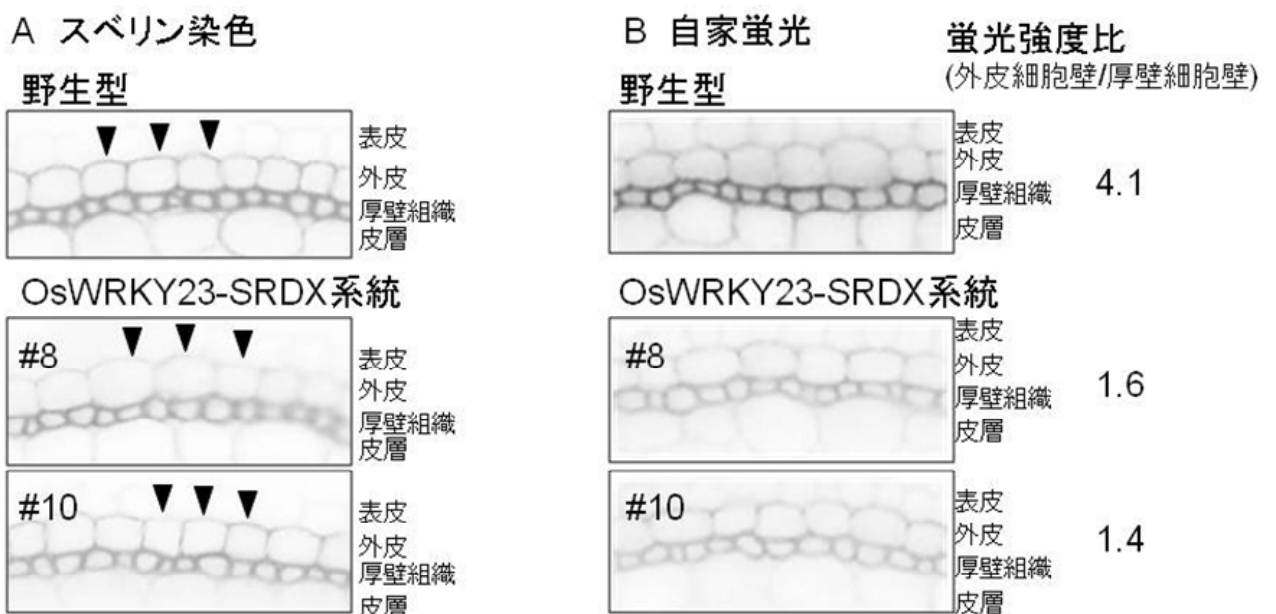 A スベリン染色
野生型
表皮
外皮
厚壁組織
皮層
OsWRKY23-SRDX系統
#8
表皮
外皮
厚壁組織
皮層
#10
表皮
外皮
厚壁組織
皮層
B 自家蛍光
蛍光強度比
(外皮細胞壁/厚壁細胞壁)
野生型
表皮
外皮
厚壁組織
皮層
4.1
OsWRKY23-SRDX系統
#8
表皮
外皮
厚壁組織
皮層
1.6
#10
表皮
外皮
厚壁組織
皮層
1.4